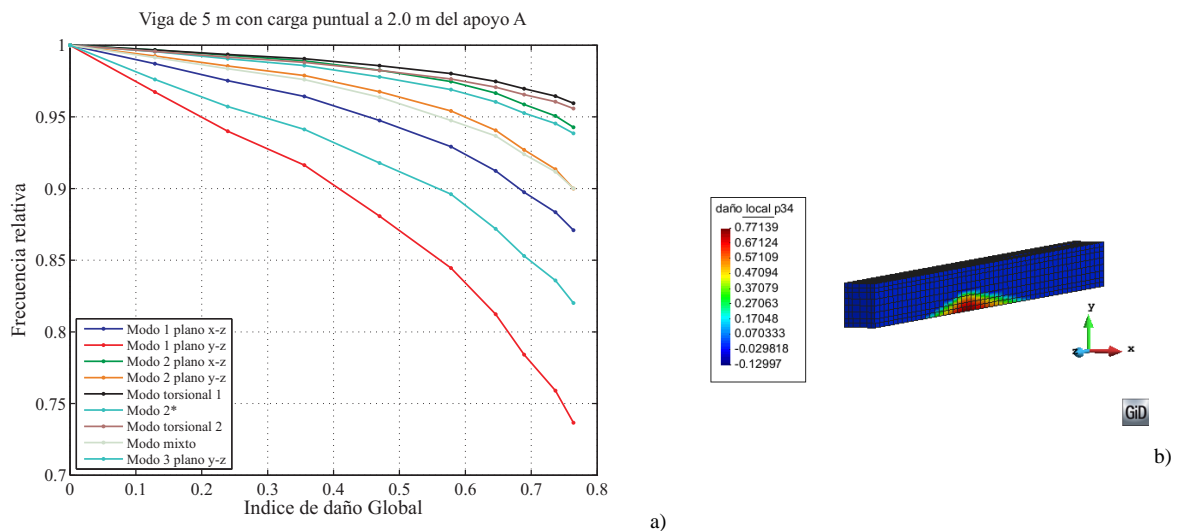 Viga de 5 m con carga puntual a 2.0 m del apoyo A
1
0.95
0.9
0.85
0.8
0.75
0.7
Frecuencia relativa
Modo 1 plano x-z
Modo 1 plano y-z
Modo 2 plano x-z
Modo 2 plano y-z
Modo torsional 1
Modo 2*
Modo torsional 2
Modo mixto
Modo 3 plano y-z
0 0.1 0.2 0.3 0.4 0.5 0.6 0.7 0.8
Indice de daño Global
a)
daño local p34
0.77139
0.67124
0.57109
0.47094
0.37079
0.27063
0.17048
0.070333
-0.029818
-0.12997
y
z
x
GiD
b)